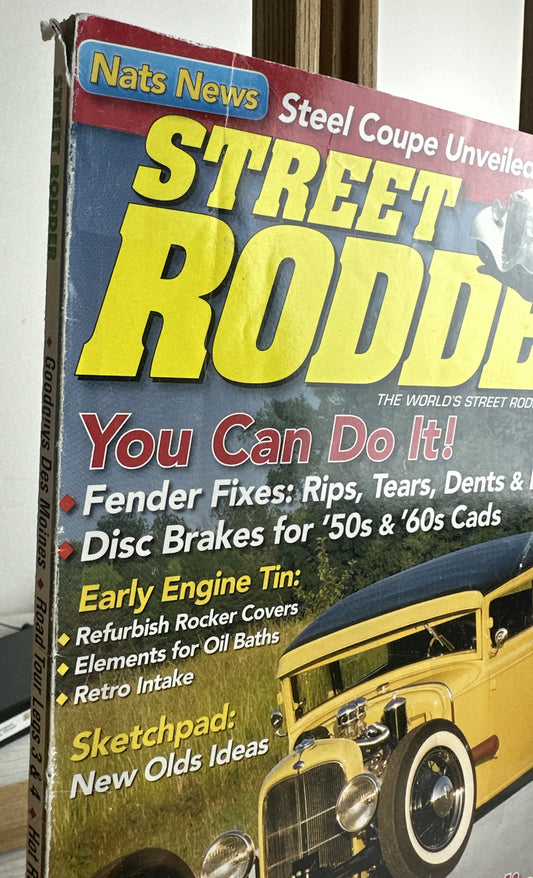 Nats News
Steel Coupe Unveiled
STREET
RODDE
THE WORLD'S STREET ROD
You Can Do It!
Fender Fixes: Rips, Tears, Dents &
Disc Brakes for '50s & '60s Cads
Early Engine Tin:
Refurbish Rocker Covers
Elements for Oil Baths
Retro Intake
Sketchpad:
New Olds Ideas
STREET RODDER ◆ Goodguys Des Moines ◆ Road Tour Legs 3 & 4 ◆ Hot